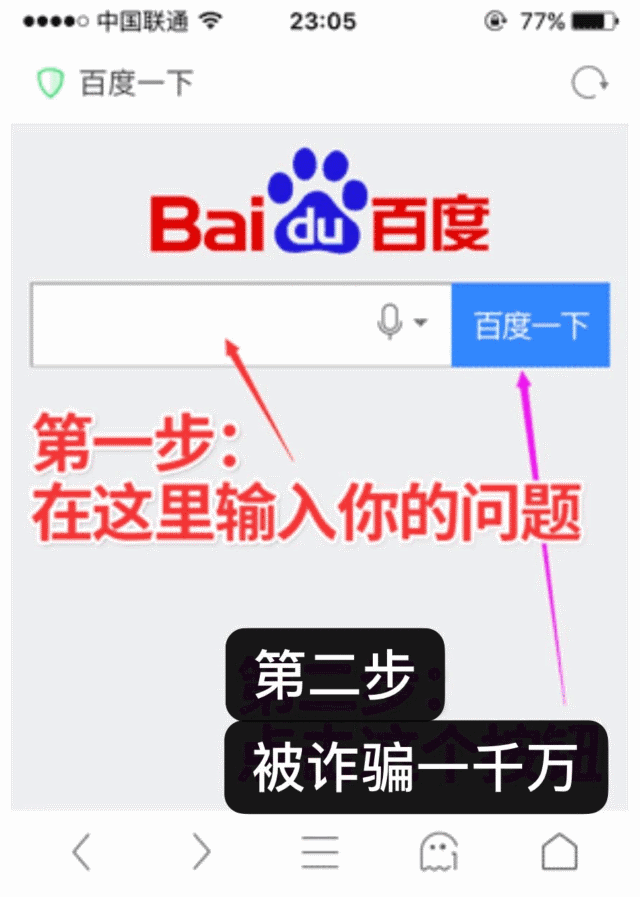 中国联通 23:05 77%
百度一下
Bai du 百度
百度一下
第一步：
在这里输入你的问题
第二步
被诈骗一千万